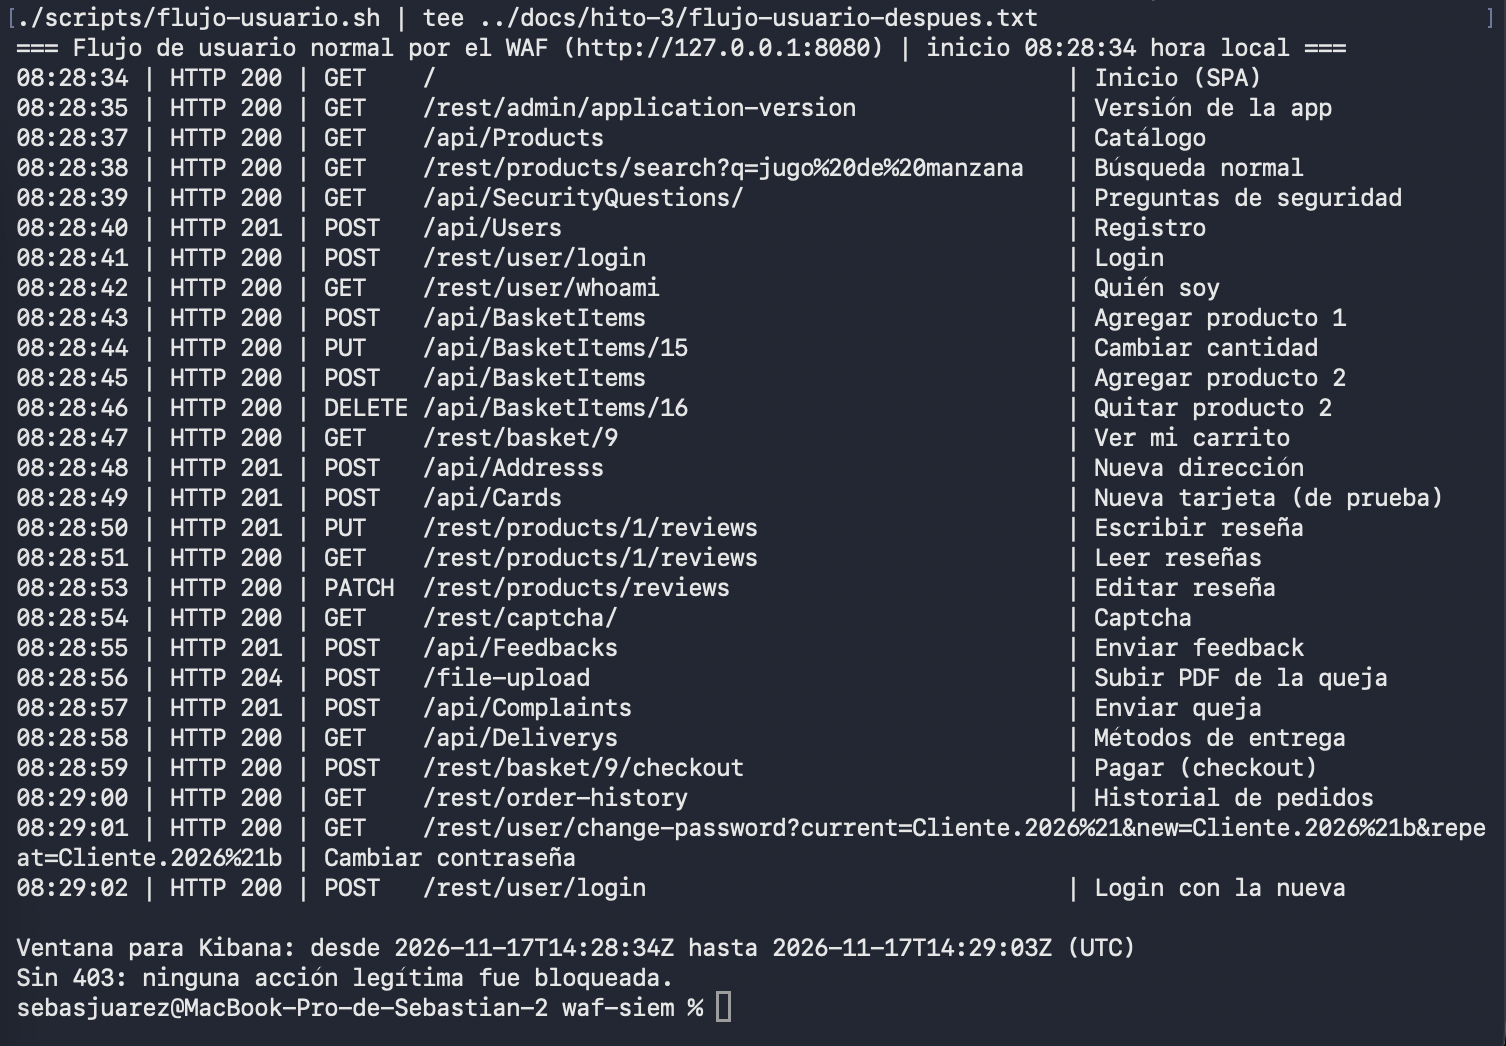 [./scripts/flujo-usuario.sh | tee ../docs/hito-3/flujo-usuario-despues.txt ]
=== Flujo de usuario normal por el WAF (http://127.0.0.1:8080) | inicio 08:28:34 hora local ===
08:28:34 | HTTP 200 | GET    /                                              | Inicio (SPA)
08:28:35 | HTTP 200 | GET    /rest/admin/application-version                | Versión de la app
08:28:37 | HTTP 200 | GET    /api/Products                                  | Catálogo
08:28:38 | HTTP 200 | GET    /rest/products/search?q=jugo%20de%20manzana    | Búsqueda normal
08:28:39 | HTTP 200 | GET    /api/SecurityQuestions/                        | Preguntas de seguridad
08:28:40 | HTTP 201 | POST   /api/Users                                     | Registro
08:28:41 | HTTP 200 | POST   /rest/user/login                               | Login
08:28:42 | HTTP 200 | GET    /rest/user/whoami                              | Quién soy
08:28:43 | HTTP 200 | POST   /api/BasketItems                               | Agregar producto 1
08:28:44 | HTTP 200 | PUT    /api/BasketItems/15                            | Cambiar cantidad
08:28:45 | HTTP 200 | POST   /api/BasketItems                               | Agregar producto 2
08:28:46 | HTTP 200 | DELETE /api/BasketItems/16                            | Quitar producto 2
08:28:47 | HTTP 200 | GET    /rest/basket/9                                 | Ver mi carrito
08:28:48 | HTTP 201 | POST   /api/Addresss                                  | Nueva dirección
08:28:49 | HTTP 201 | POST   /api/Cards                                     | Nueva tarjeta (de prueba)
08:28:50 | HTTP 201 | PUT    /rest/products/1/reviews                       | Escribir reseña
08:28:51 | HTTP 200 | GET    /rest/products/1/reviews                       | Leer reseñas
08:28:53 | HTTP 200 | PATCH  /rest/products/reviews                         | Editar reseña
08:28:54 | HTTP 200 | GET    /rest/captcha/                                 | Captcha
08:28:55 | HTTP 201 | POST   /api/Feedbacks                                 | Enviar feedback
08:28:56 | HTTP 204 | POST   /file-upload                                   | Subir PDF de la queja
08:28:57 | HTTP 201 | POST   /api/Complaints                                | Enviar queja
08:28:58 | HTTP 200 | GET    /api/Deliverys                                 | Métodos de entrega
08:28:59 | HTTP 200 | POST   /rest/basket/9/checkout                        | Pagar (checkout)
08:29:00 | HTTP 200 | GET    /rest/order-history                            | Historial de pedidos
08:29:01 | HTTP 200 | GET    /rest/user/change-password?current=Cliente.2026%21&new=Cliente.2026%21b&repe
at=Cliente.2026%21b | Cambiar contraseña
08:29:02 | HTTP 200 | POST   /rest/user/login                               | Login con la nueva
Ventana para Kibana: desde 2026-11-17T14:28:34Z hasta 2026-11-17T14:29:03Z (UTC)
Sin 403: ninguna acción legítima fue bloqueada.
sebasjuarez@MacBook-Pro-de-Sebastian-2 waf-siem %